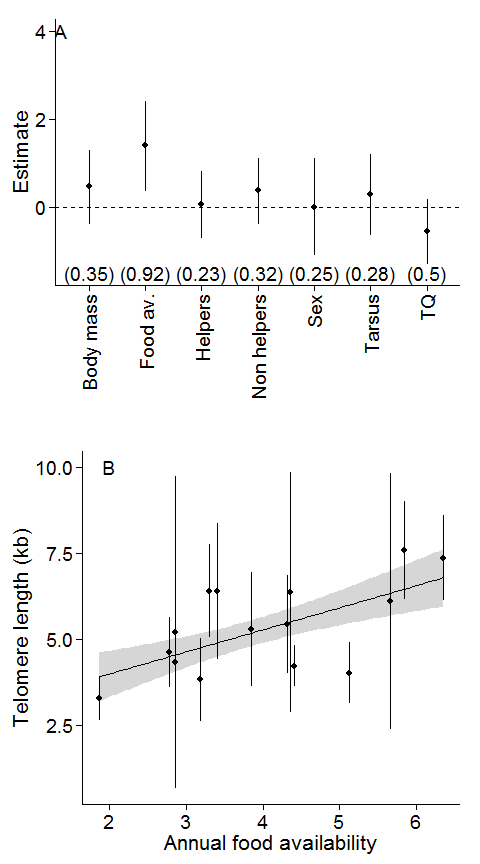 A
4
2
0
Estimate
(0.35) (0.92) (0.23) (0.32) (0.25) (0.28) (0.5)
Body mass
Food av.
Helpers
Non helpers
Sex
Tarsus
TQ
B
10.0
7.5
5.0
2.5
Telomere length (kb)
2 3 4 5 6
Annual food availability